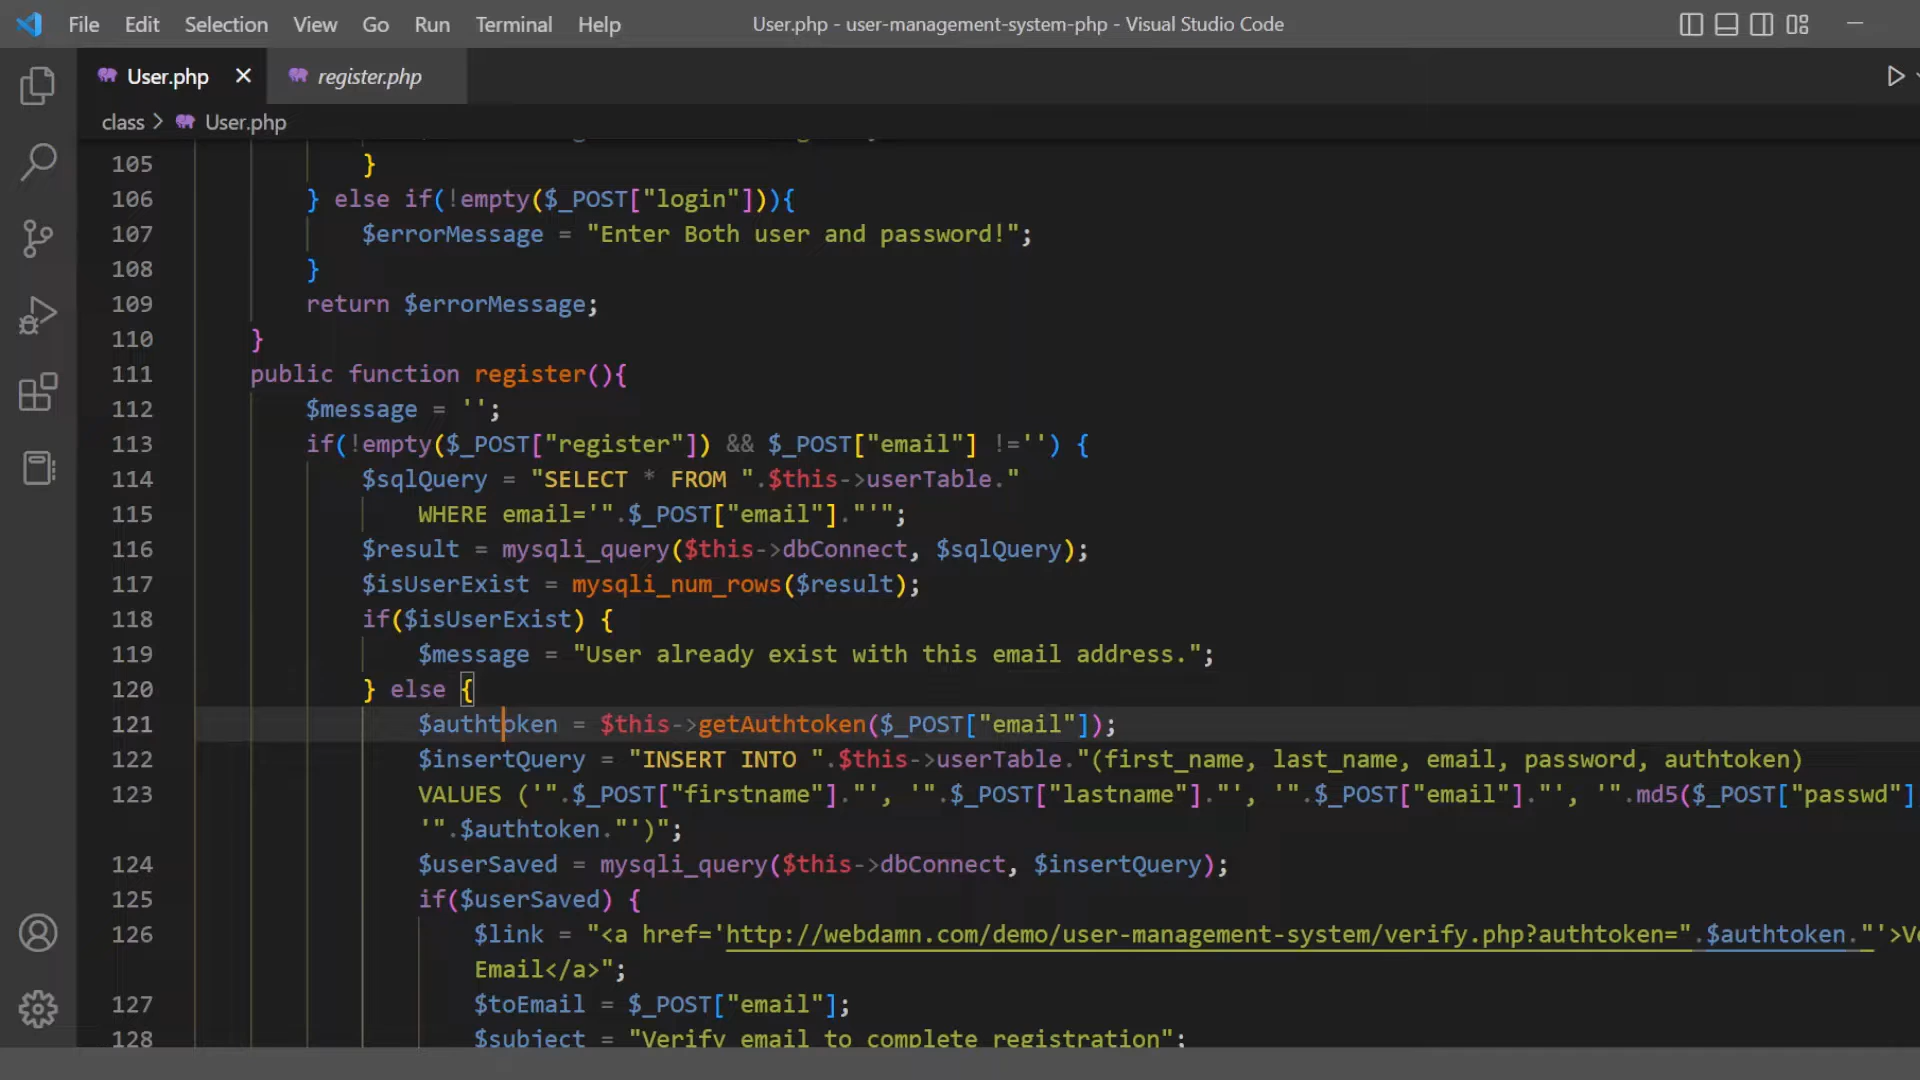 File Edit Selection View Go Run Terminal Help User.php - user-management-system-php - Visual Studio Code
User.php register.php
class > User.php
105 }
106 } else if(!empty($_POST["login"])){
107 $errorMessage = "Enter Both user and password!";
108 }
109 return $errorMessage;
110 }
111 public function register(){
112 $message = '';
113 if(!empty($_POST["register"]) && $_POST["email"] !='') {
114 $sqlQuery = "SELECT * FROM ".$this->userTable."
115 WHERE email='".$_POST["email"]."'";
116 $result = mysqli_query($this->dbConnect, $sqlQuery);
117 $isUserExist = mysqli_num_rows($result);
118 if($isUserExist) {
119 $message = "User already exist with this email address.";
120 } else {
121 $authtoken = $this->getAuthtoken($_POST["email"]);
122 $insertQuery = "INSERT INTO ".$this->userTable."(first_name, last_name, email, password, authtoken)
123 VALUES ('".$_POST["firstname"]."', '".$_POST["lastname"]."', '".$_POST["email"]."', '".md5($_POST["passwd"]
'".$authtoken."')";
124 $userSaved = mysqli_query($this->dbConnect, $insertQuery);
125 if($userSaved) {
126 $link = "<a href='http://webdamn.com/demo/user-management-system/verify.php?authtoken=".$authtoken."'>Ve
Email</a>";
127 $toEmail = $_POST["email"];
128 $subject = "Verify email to complete registration";